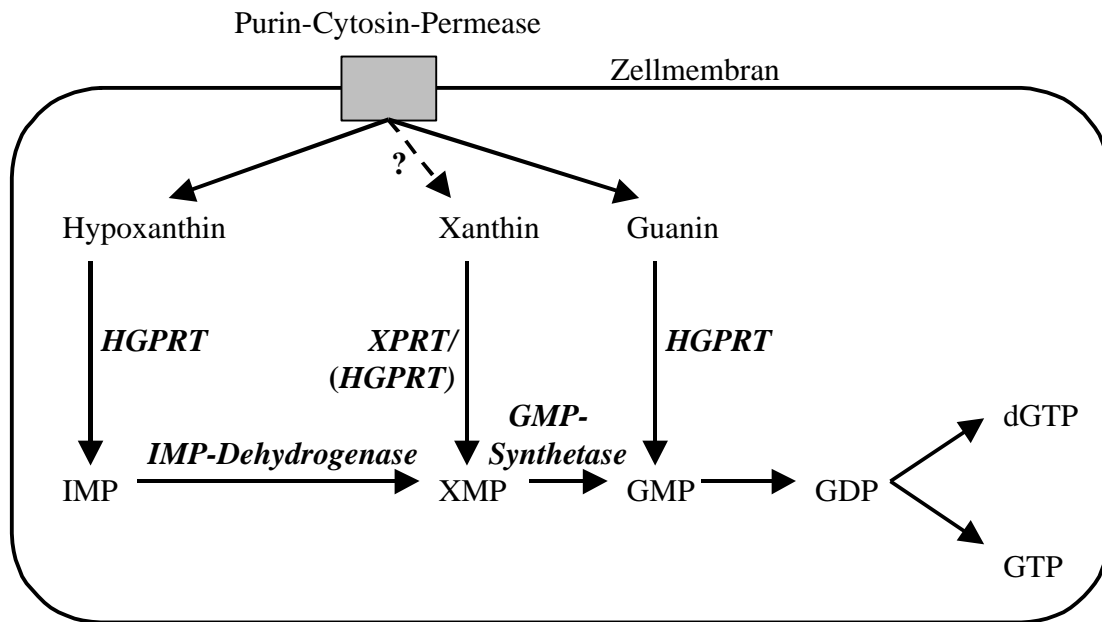 Purin-Cytosin-Permease
Zellmembran
?
Hypoxanthin
Xanthin
Guanin
HGPRT
XPRT/
(HGPRT)
HGPRT
GMP-
Synthetase
IMP-Dehydrogenase
dGTP
IMP
XMP
GMP
GDP
GTP